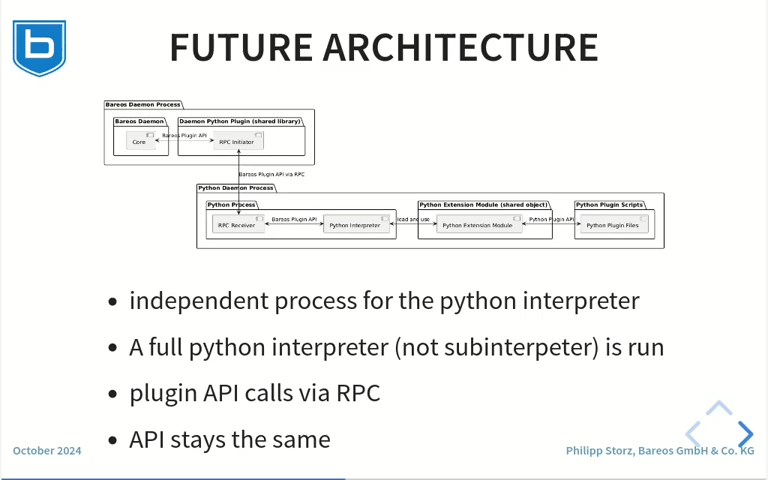 b
FUTURE ARCHITECTURE
Bareos Daemon Process
Bareos Daemon
Daemon Python Plugin (shared library)
Core
Bareos Plugin API
RPC Initiator
Bareos Plugin API via RPC
Python Daemon Process
Python Process
Python Extension Module (shared object)
Python Plugin Scripts
RPC Receiver
Bareos Plugin API
Python Interpreter
load and use
Python Extension Module
Python Plugin API
Python Plugin Files
• independent process for the python interpreter
• A full python interpreter (not subinterpeter) is run
• plugin API calls via RPC
• API stays the same
October 2024
Philipp Storz, Bareos GmbH & Co. KG